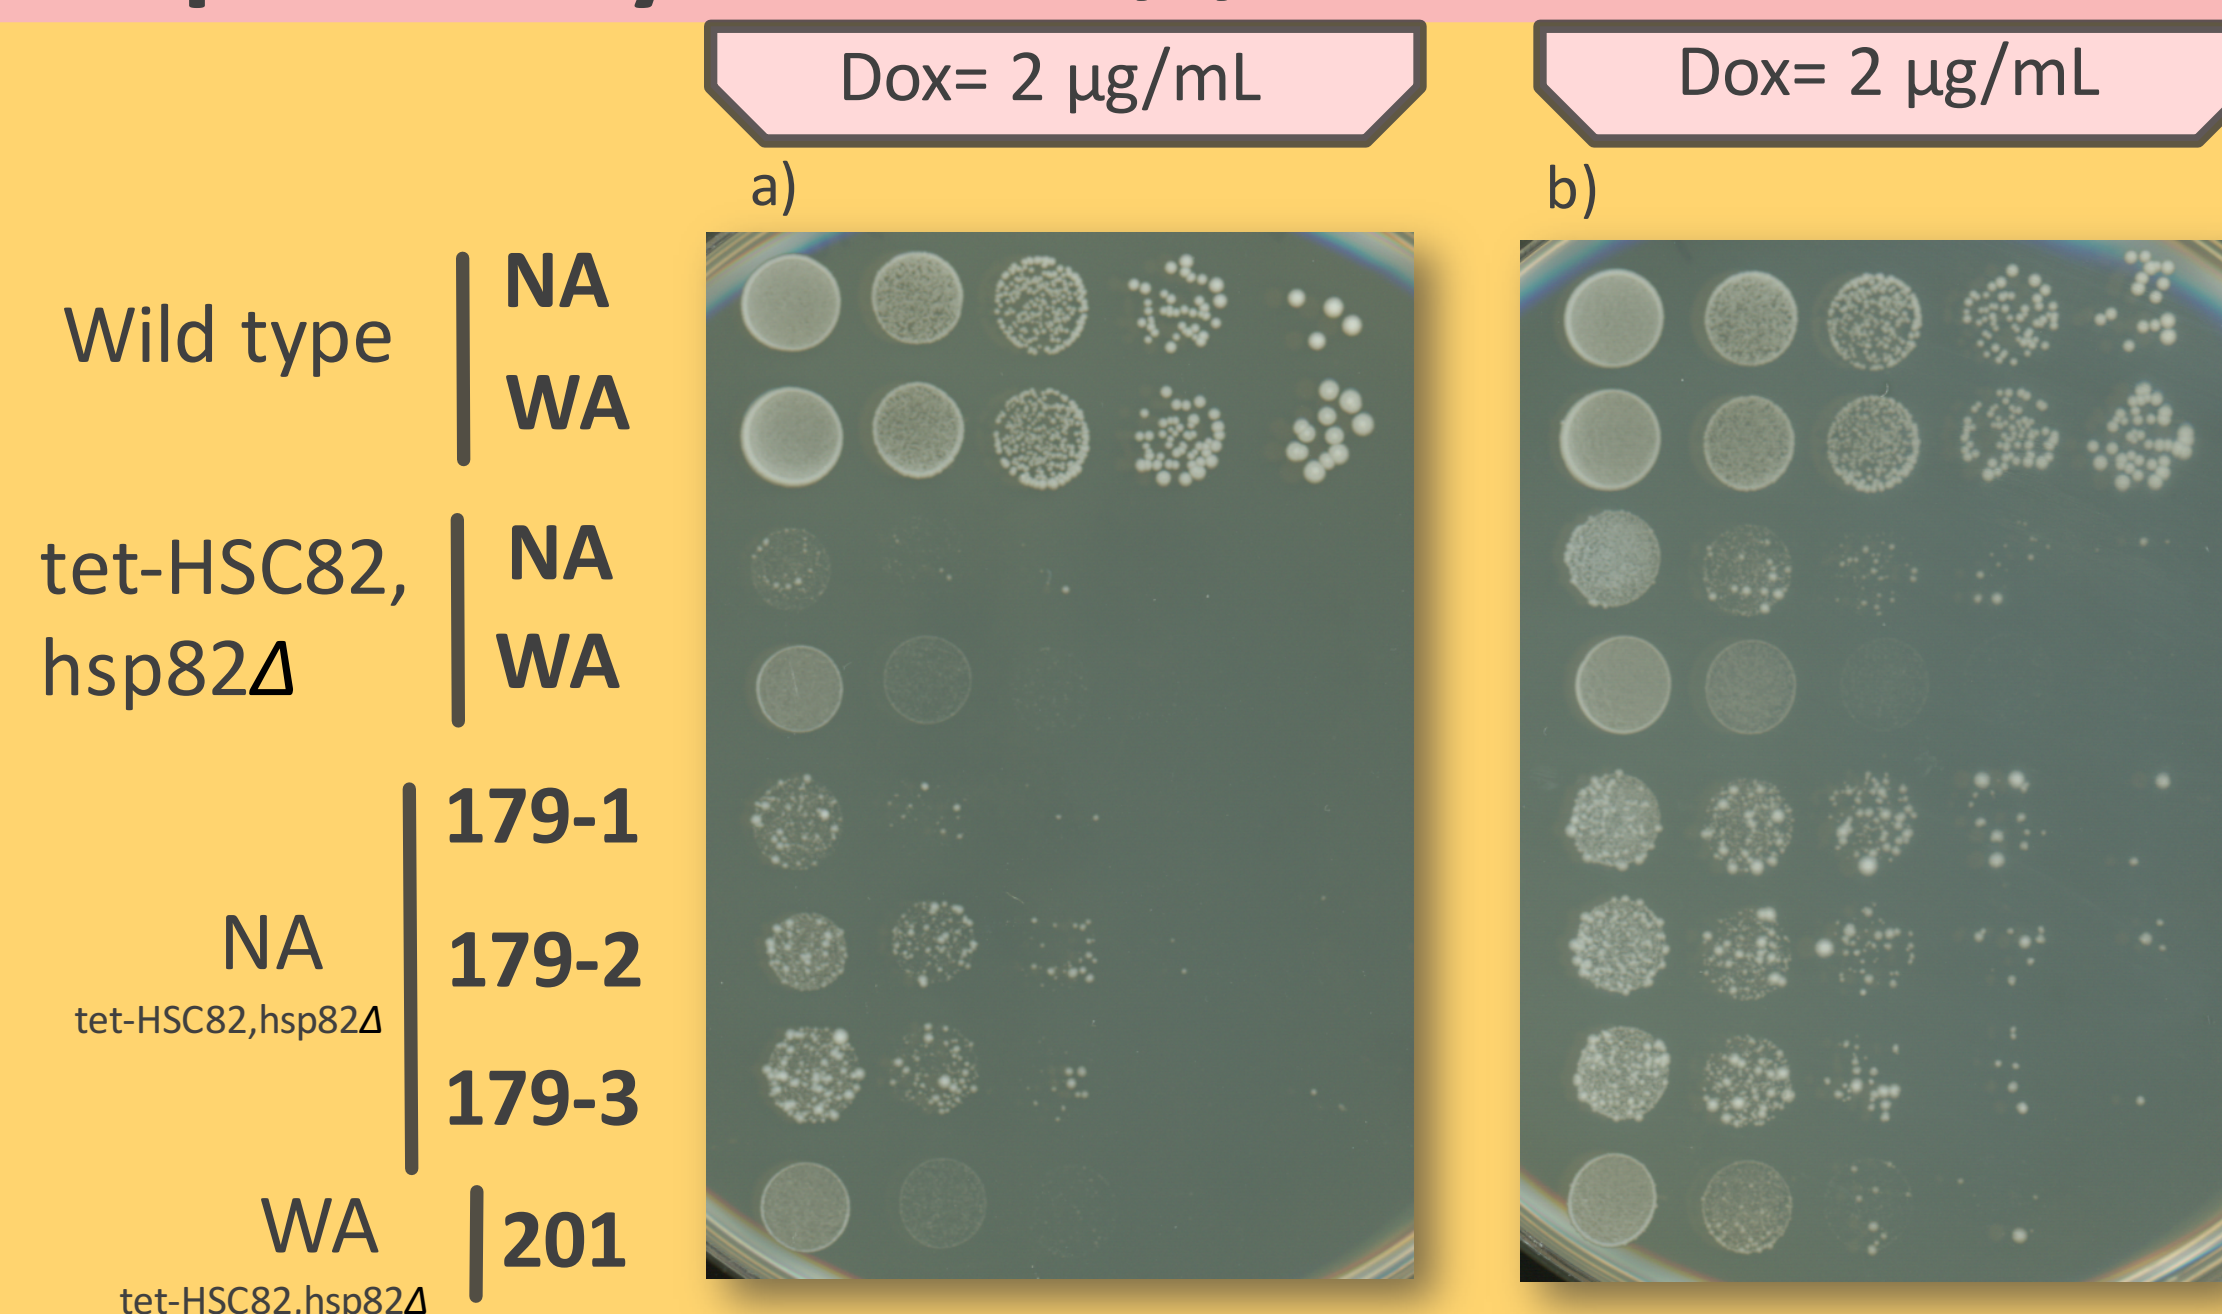 Dox= 2 µg/mL
Dox= 2 µg/mL
a)
b)
Wild type
NA
WA
tet-HSC82,
hsp82Δ
NA
WA
179-1
NA
179-2
tet-HSC82,hsp82Δ
179-3
WA
201
tet-HSC82,hsp82Δ